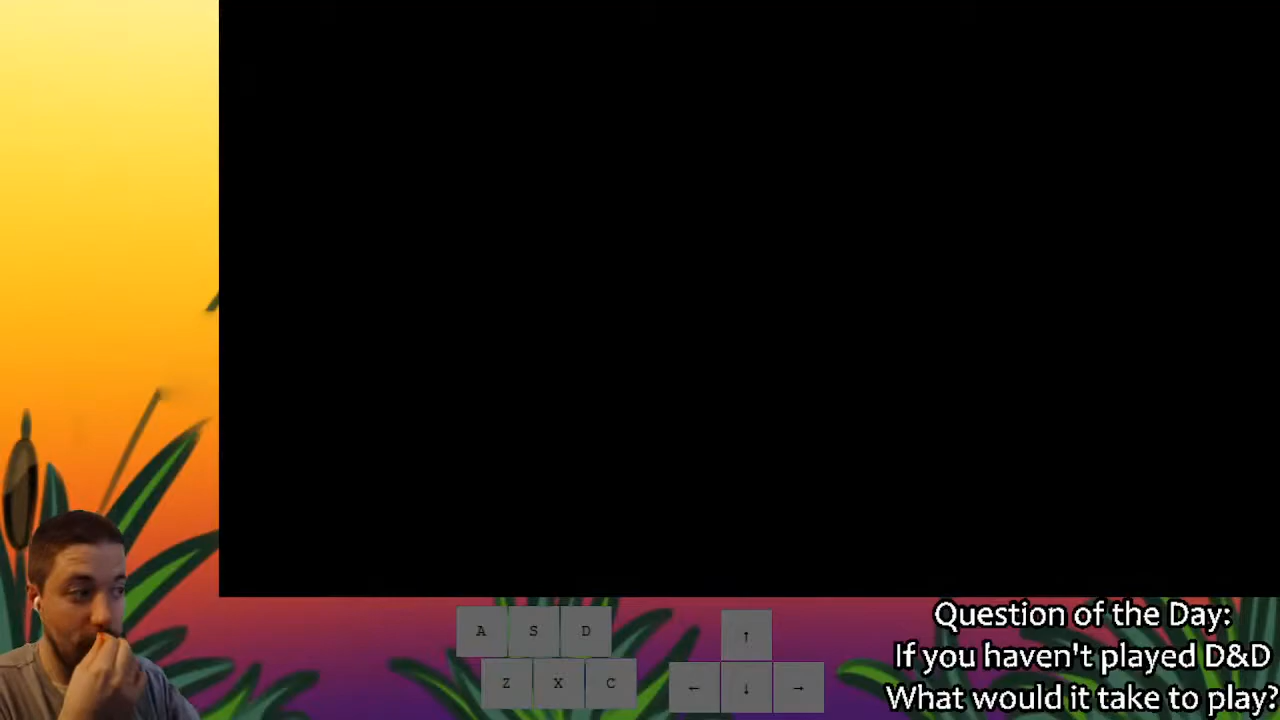 A S D
↑
Z X C
← ↓ →
Question of the Day:
If you haven't played D&D
What would it take to play?